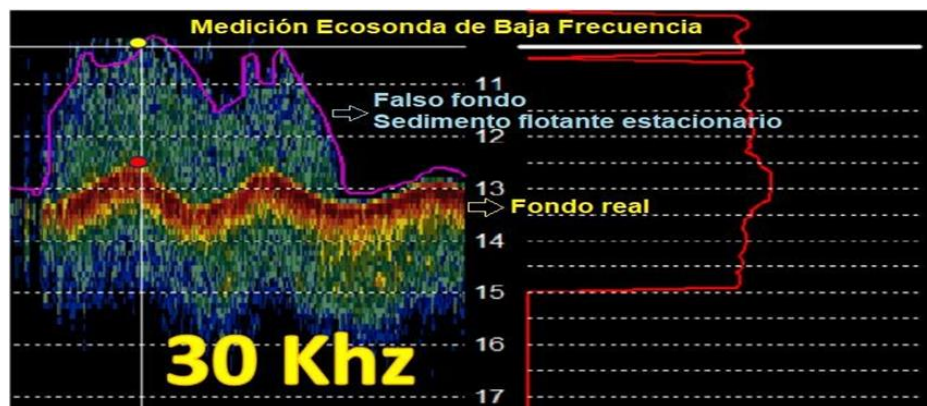 Medición Ecosonda de Baja Frecuencia
11
Falso fondo
Sedimento flotante estacionario
12
13
Fondo real
14
15
16
17
30 Khz